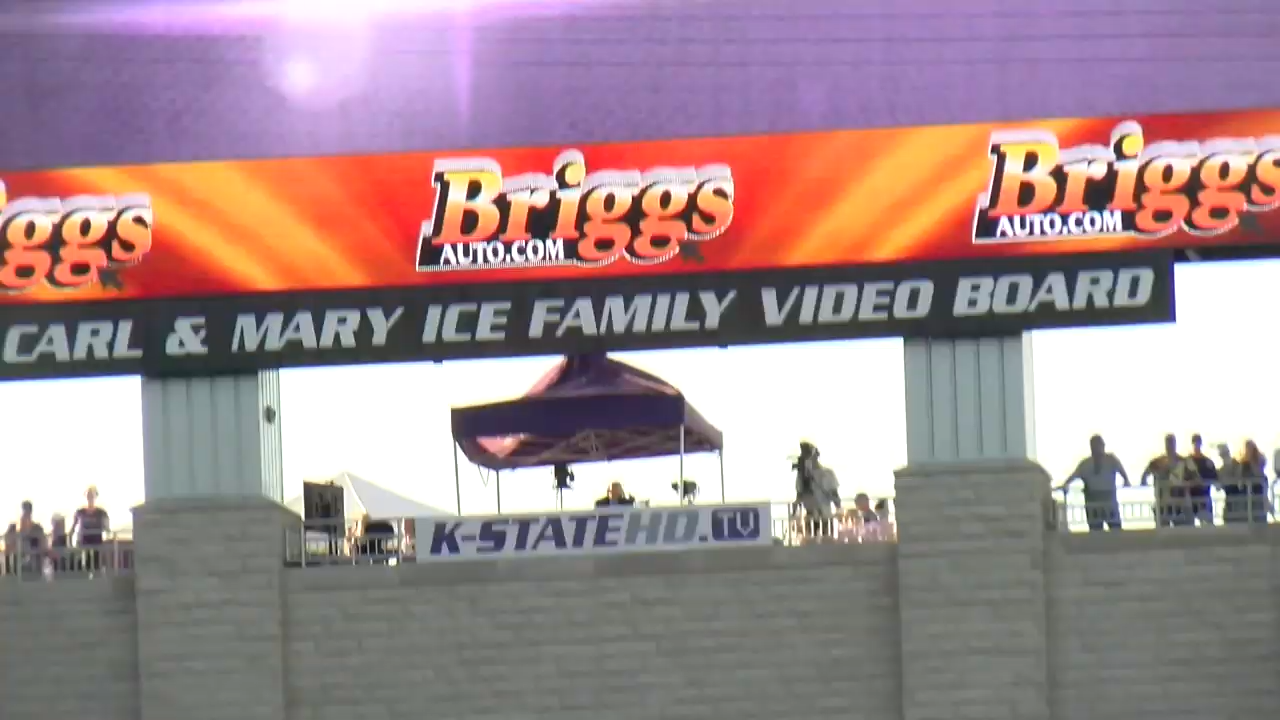 ggs
Briggs
AUTO.COM
Briggs
AUTO.COM
CARL & MARY ICE FAMILY VIDEO BOARD
K-STATEHD.TV